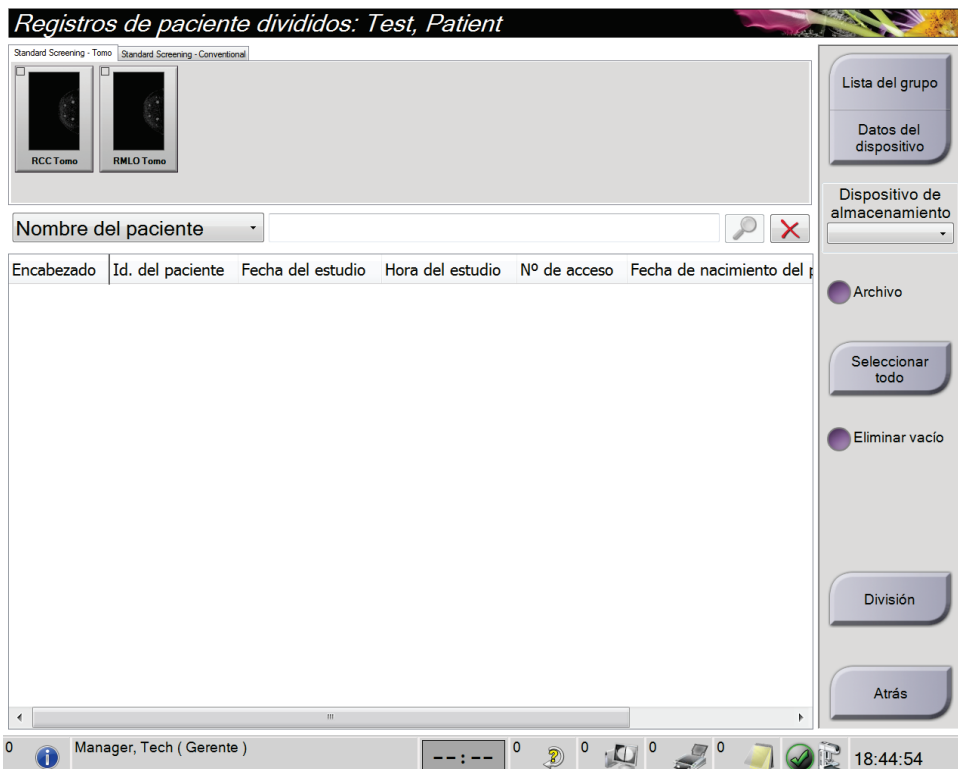 Registros de paciente divididos: Test, Patient
Standard Screening - Tomo
Standard Screening - Conventional
RCC Tomo
RMLO Tomo
Nombre del paciente
Encabezado Id. del paciente Fecha del estudio Hora del estudio Nº de acceso Fecha de nacimiento del p
Lista del grupo
Datos del
dispositivo
Dispositivo de
almacenamiento
Archivo
Seleccionar
todo
Eliminar vacío
División
Atrás
0 Manager, Tech ( Gerente ) --:-- 0 0 0 0 18:44:54